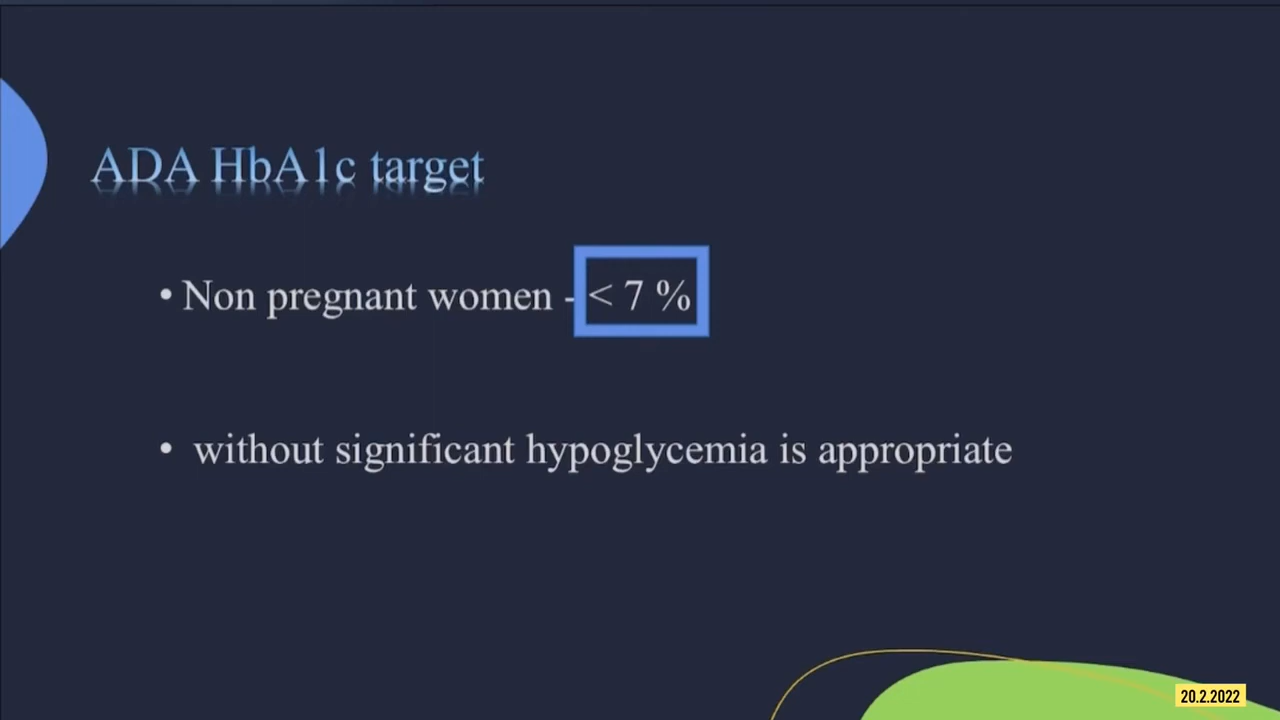 ADA HbA1c target
• Non pregnant women - < 7 %
• without significant hypoglycemia is appropriate
20.2.2022